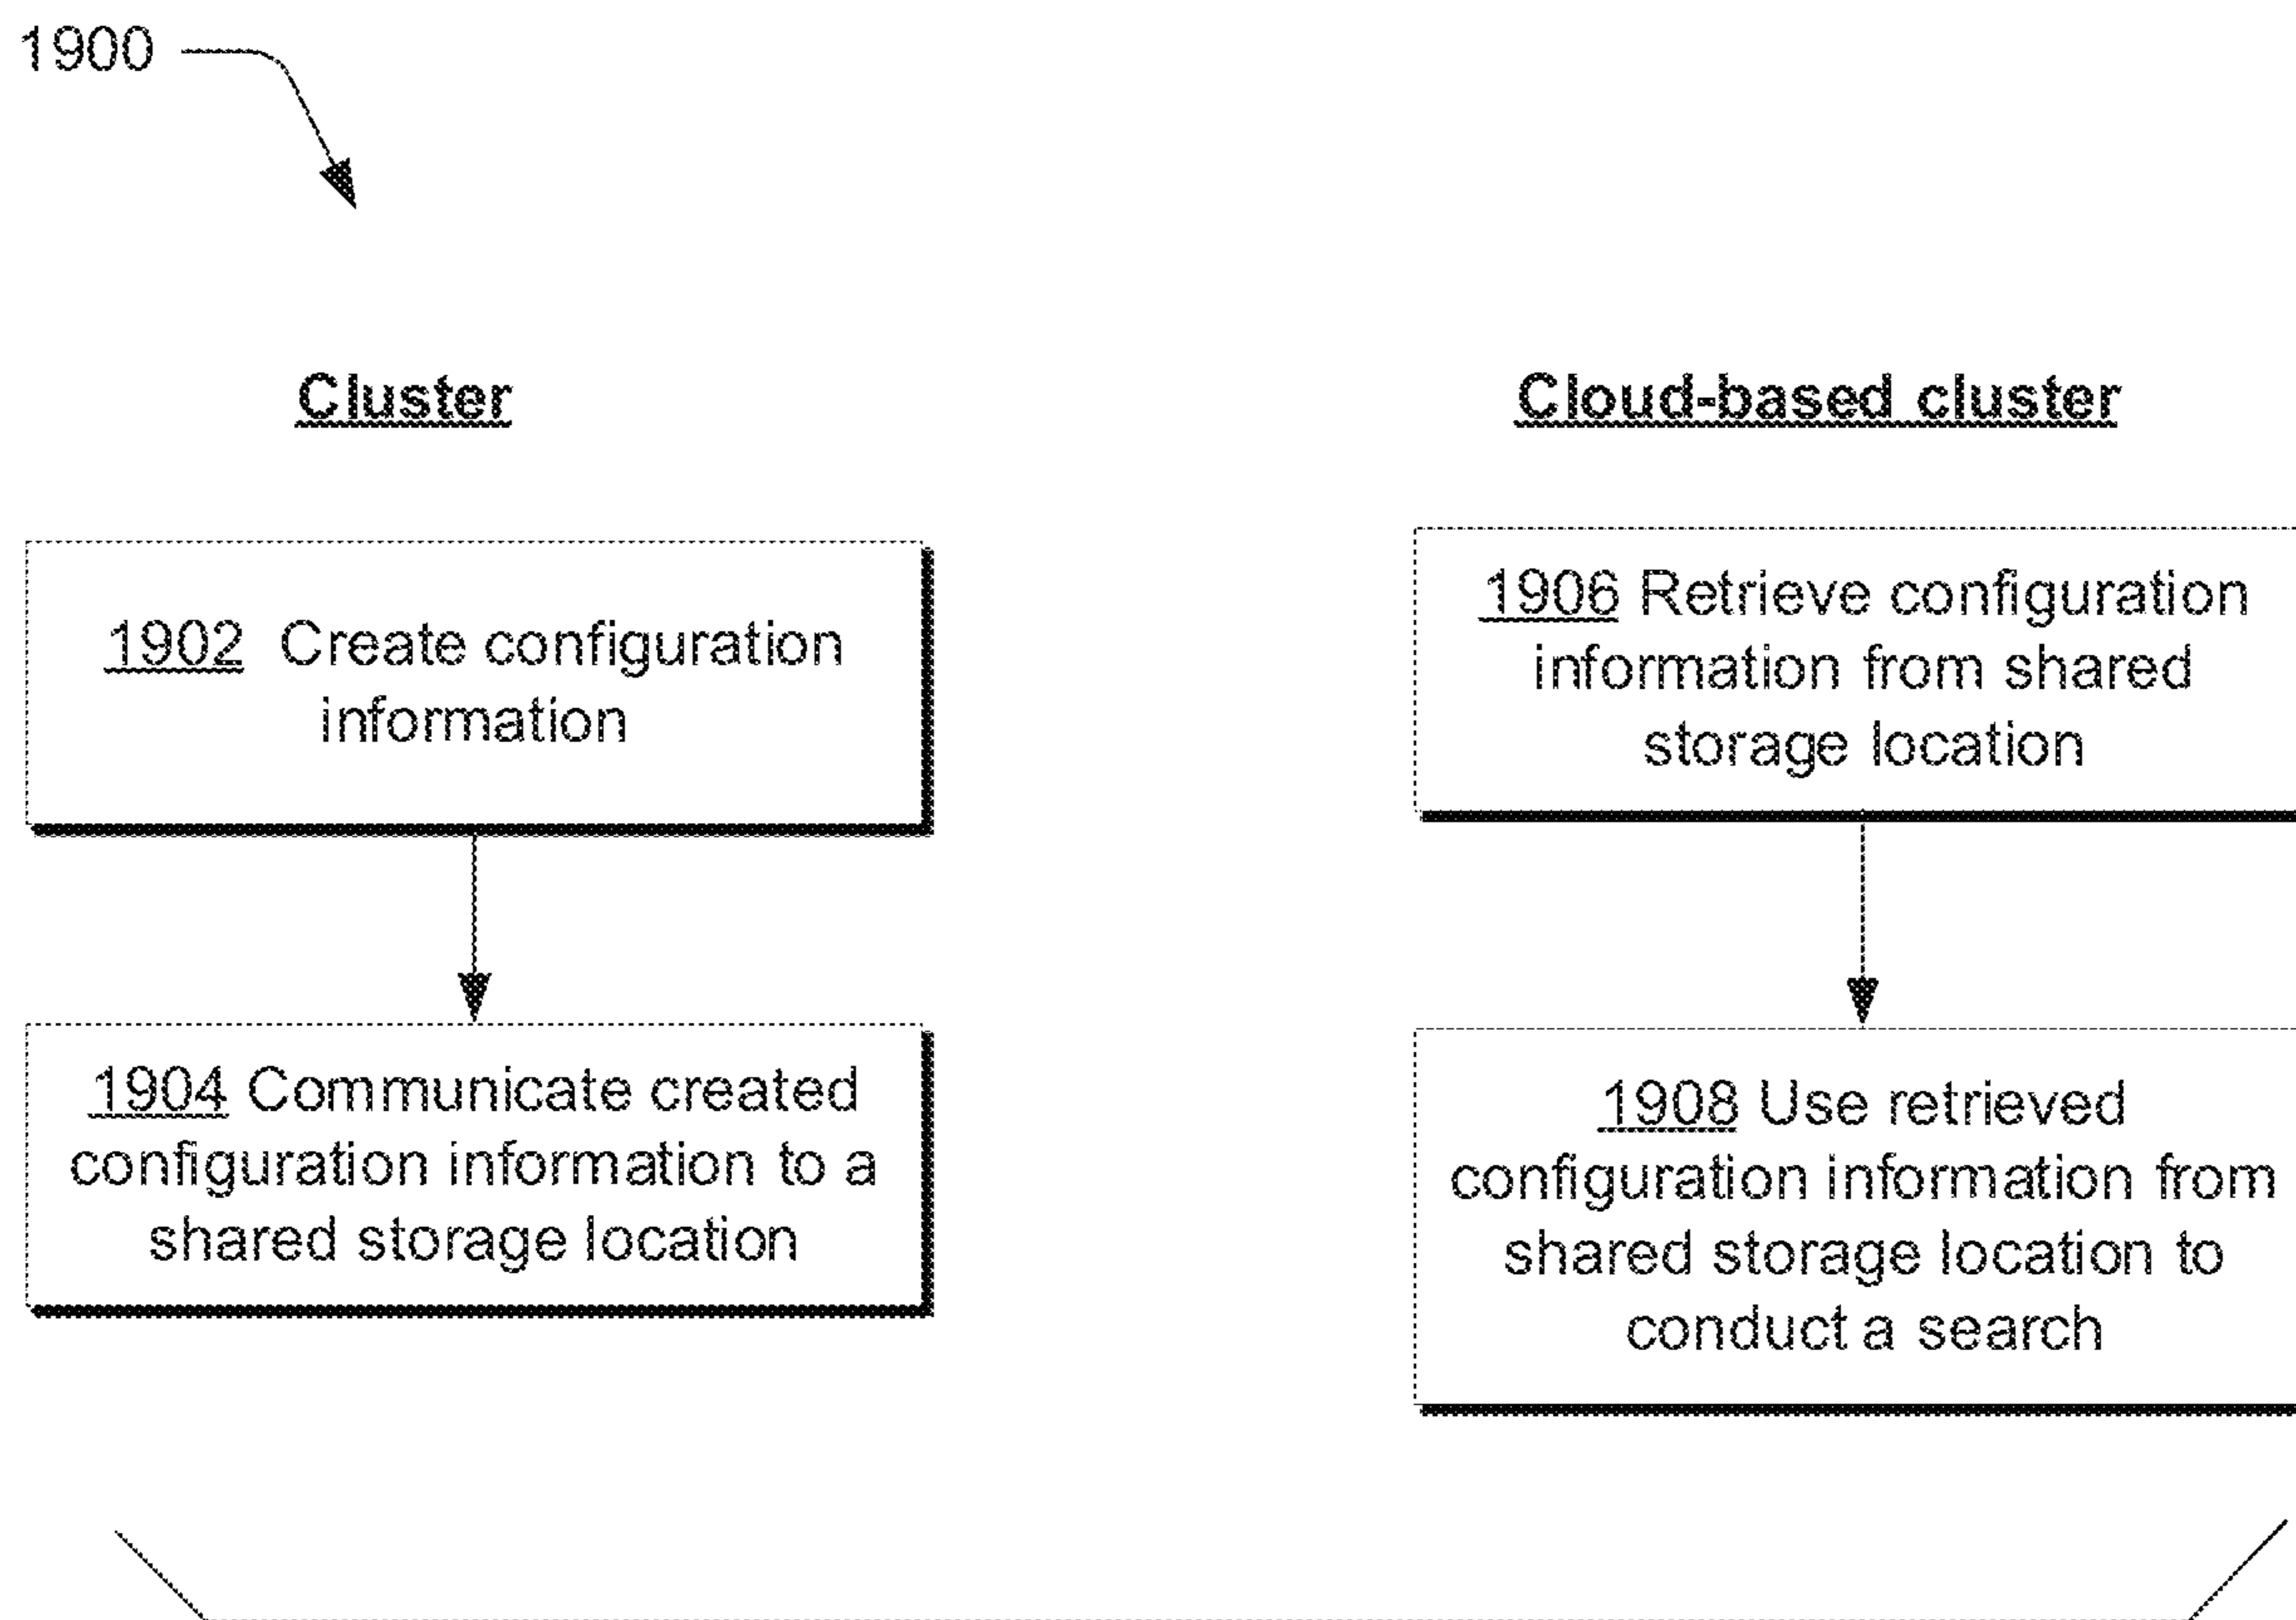 1900
Cluster
1902 Create configuration
information
1904 Communicate created
configuration information to a
shared storage location
Cloud-based cluster
1906 Retrieve configuration
information from shared
storage location
1908 Use retrieved
configuration information from
shared storage location to
conduct a search